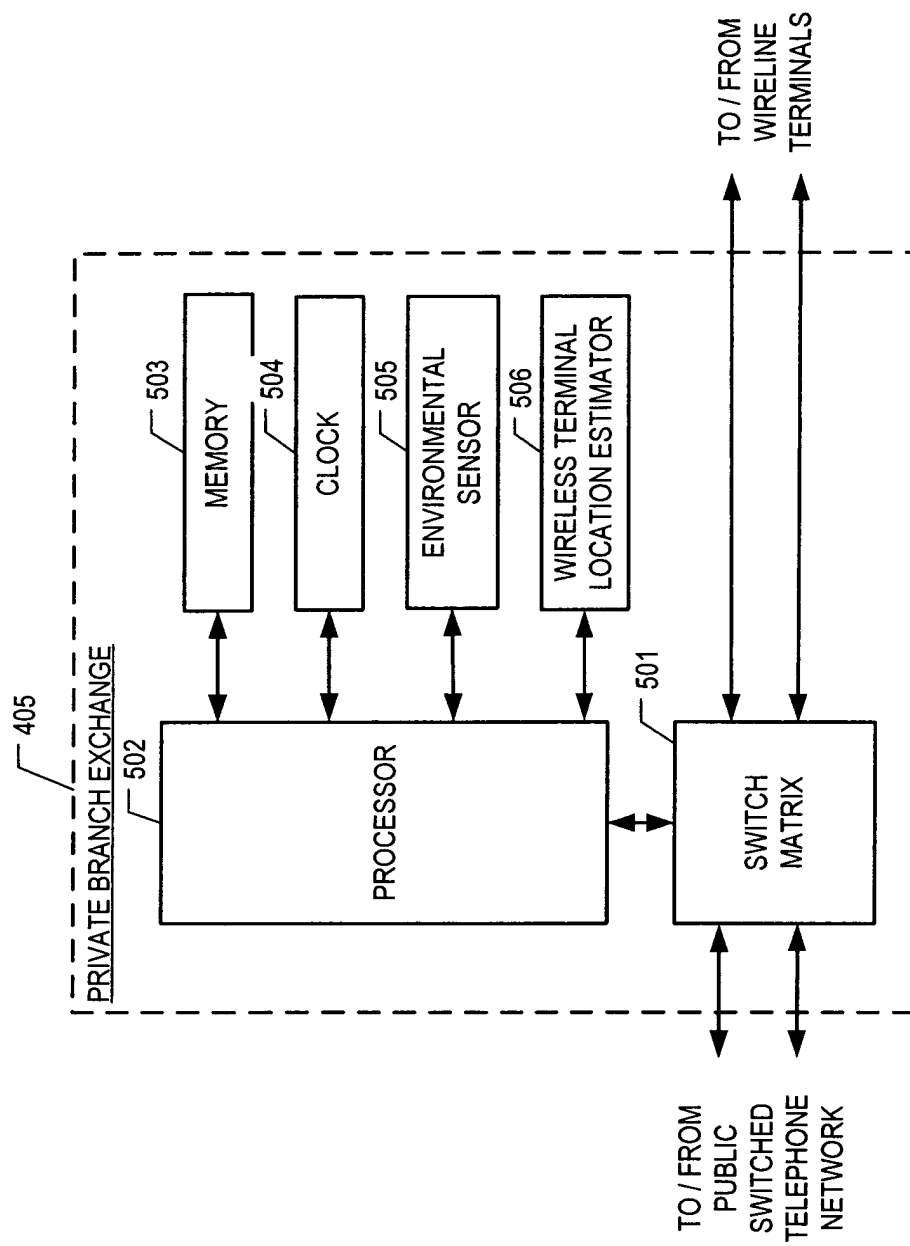 405
PRIVATE BRANCH EXCHANGE
502
PROCESSOR
503
MEMORY
504
CLOCK
505
ENVIRONMENTAL
SENSOR
506
WIRELESS TERMINAL
LOCATION ESTIMATOR
501
SWITCH
MATRIX
TO / FROM
PUBLIC
SWITCHED
TELEPHONE
NETWORK
TO / FROM
WIRELINE
TERMINALS